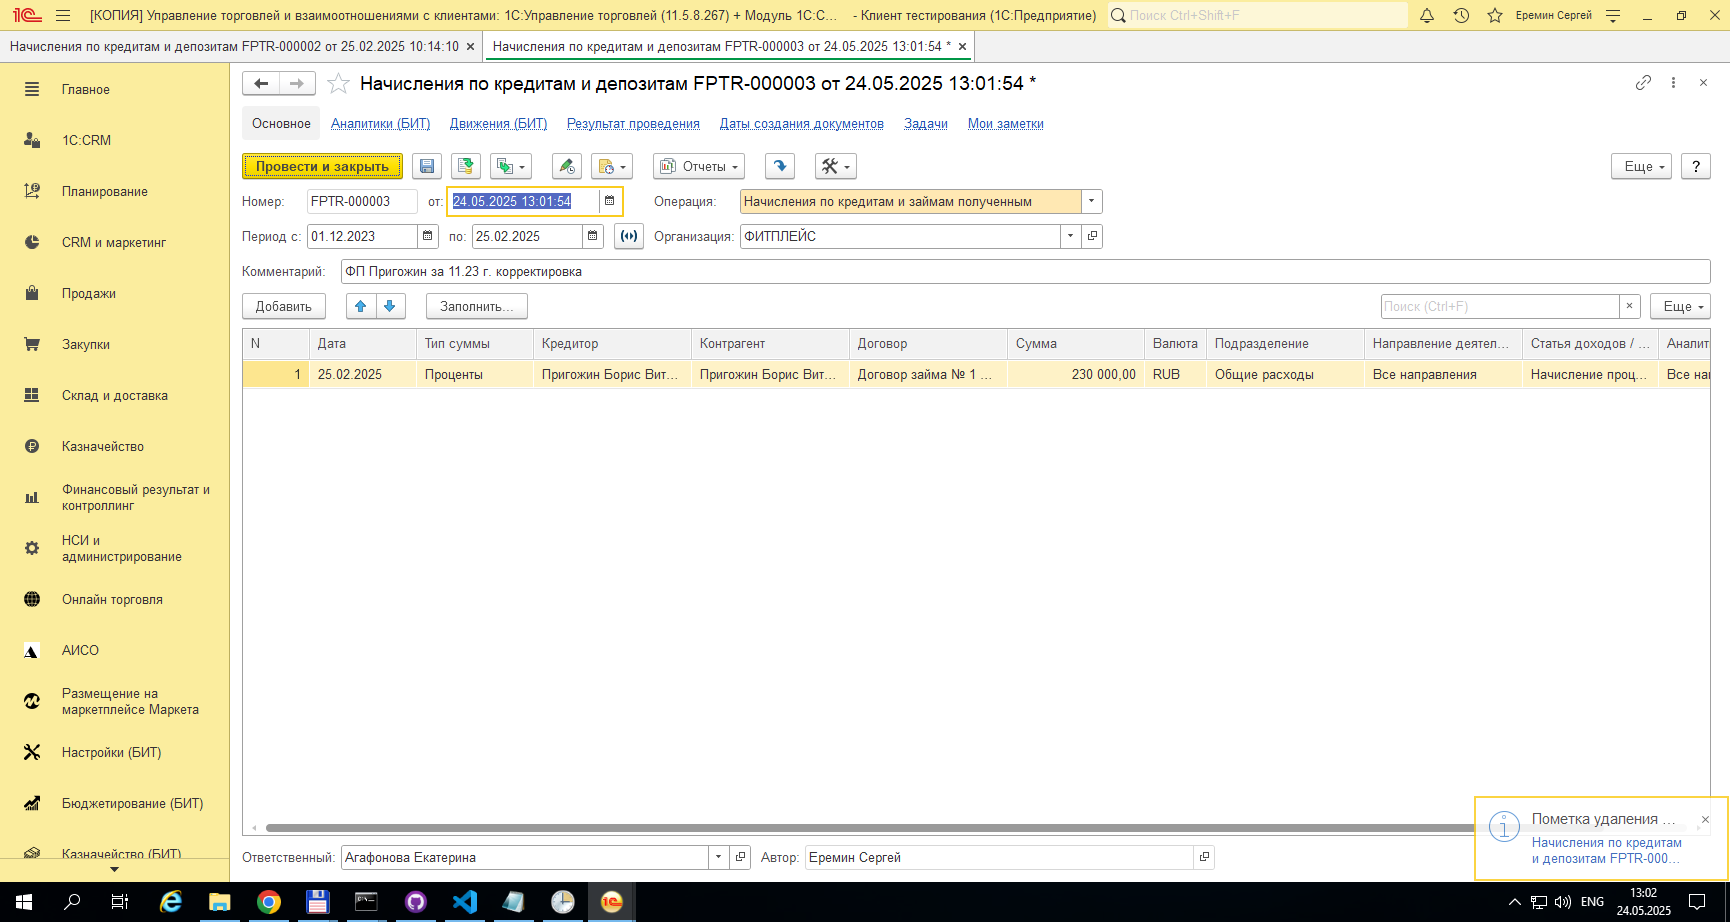 [КОПИЯ] Управление торговлей и взаимоотношениями с клиентами: 1С:Управление торговлей (11.5.8.267) + Модуль 1С:С... - Клиент тестирования (1С:Предприятие)
Поиск Ctrl+Shift+F
Еремин Сергей
Начисления по кредитам и депозитам FPTR-000002 от 25.02.2025 10:14:10
Начисления по кредитам и депозитам FPTR-000003 от 24.05.2025 13:01:54 *
Главное
1С:CRM
Планирование
CRM и маркетинг
Продажи
Закупки
Склад и доставка
Казначейство
Финансовый результат и
контроллинг
НСИ и
администрирование
Онлайн торговля
АИСО
Размещение на
маркетплейсе Маркета
Настройки (БИТ)
Бюджетирование (БИТ)
Казначейство (БИТ)
Начисления по кредитам и депозитам FPTR-000003 от 24.05.2025 13:01:54 *
Основное Аналитики (БИТ) Движения (БИТ) Результат проведения Даты создания документов Задачи Мои заметки
Провести и закрыть Отчеты Еще ?
Номер: FPTR-000003 от: 24.05.2025 13:01:54 Операция: Начисления по кредитам и займам полученным
Период с: 01.12.2023 по: 25.02.2025 Организация: ФИТПЛЕЙС
Комментарий: ФП Пригожин за 11.23 г. корректировка
Добавить Заполнить... Поиск (Ctrl+F) × Еще
N Дата Тип суммы Кредитор Контрагент Договор Сумма Валюта Подразделение Направление деятел... Статья доходов / ... Аналит
1 25.02.2025 Проценты Пригожин Борис Вит... Пригожин Борис Вит... Договор займа № 1 ... 230 000,00 RUB Общие расходы Все направления Начисление проц... Все на
Пометка удаления ...
Начисления по кредитам
и депозитам FPTR-000...
Ответственный: Агафонова Екатерина Автор: Еремин Сергей
ENG
13:02
24.05.2025